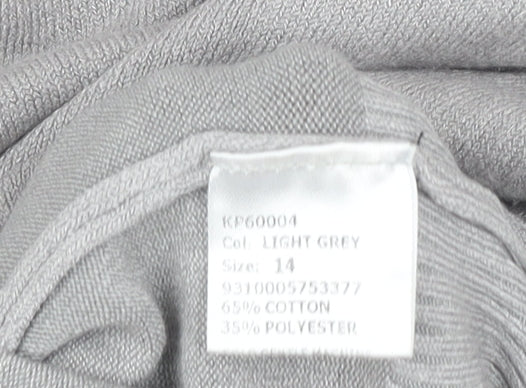 KP60004
Col. LIGHT GREY
Size: 14
9310005753377
65% COTTON
35% POLYESTER